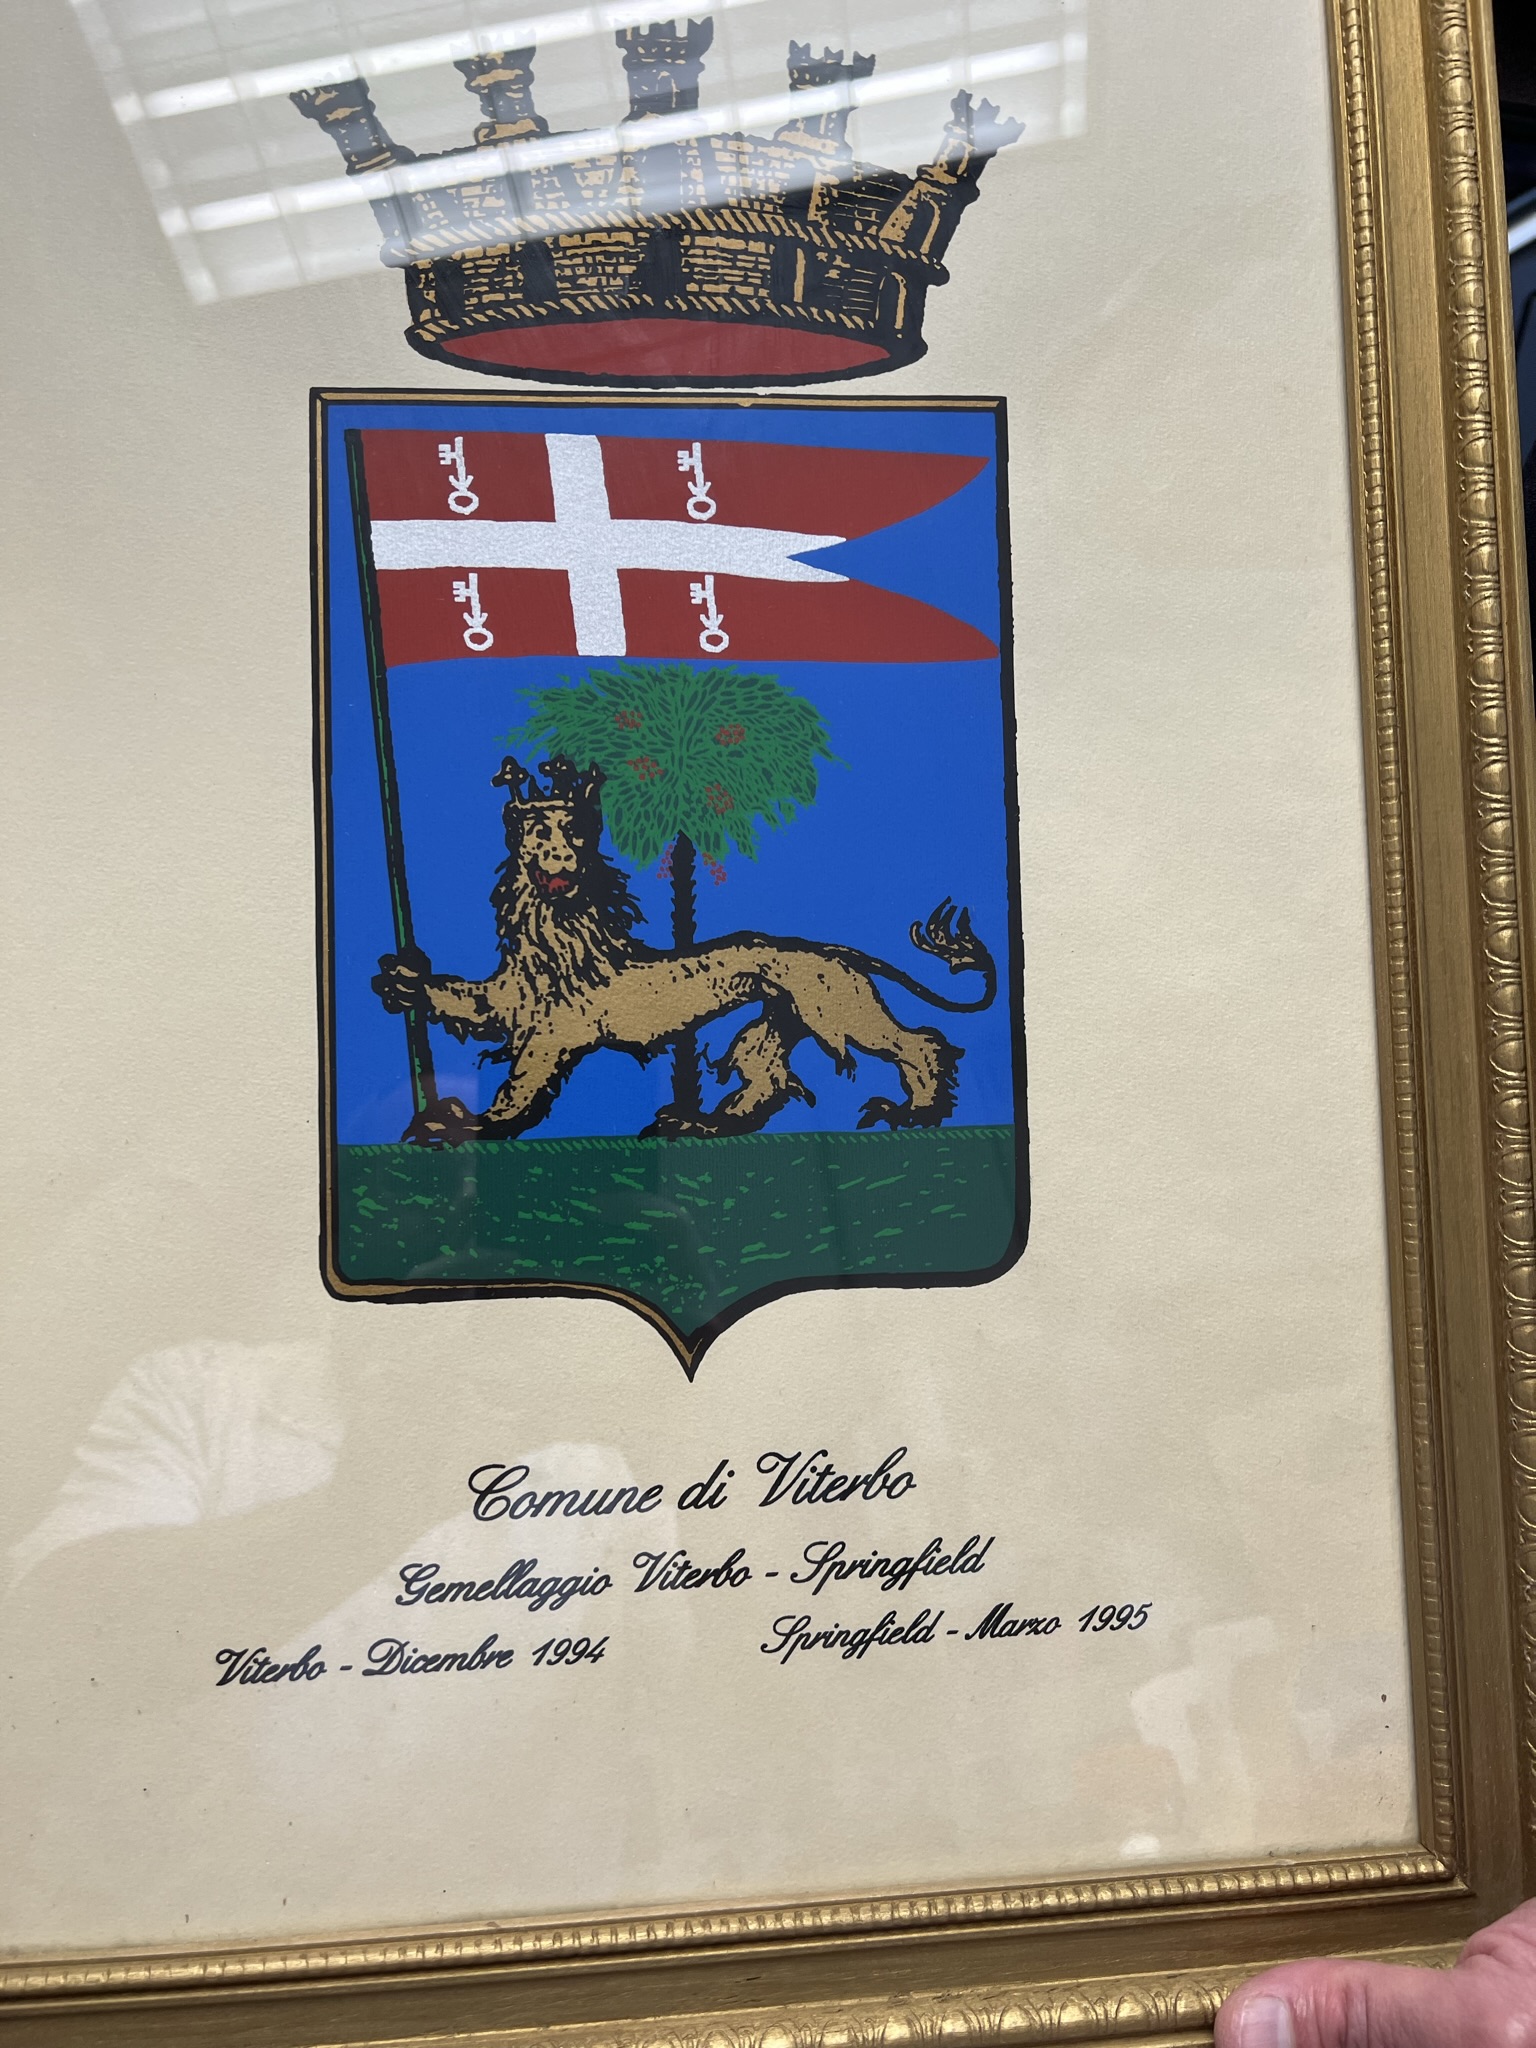 Comune di Viterbo
Gemellaggio Viterbo - Springfield
Viterbo - Dicembre 1994 Springfield - Marzo 1995